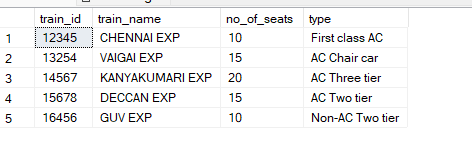 train_id train_name no_of_seats type
1 12345 CHENNAI EXP 10 First class AC
2 13254 VAIGAI EXP 15 AC Chair car
3 14567 KANYAKUMARI EXP 20 AC Three tier
4 15678 DECCAN EXP 15 AC Two tier
5 16456 GUV EXP 10 Non-AC Two tier